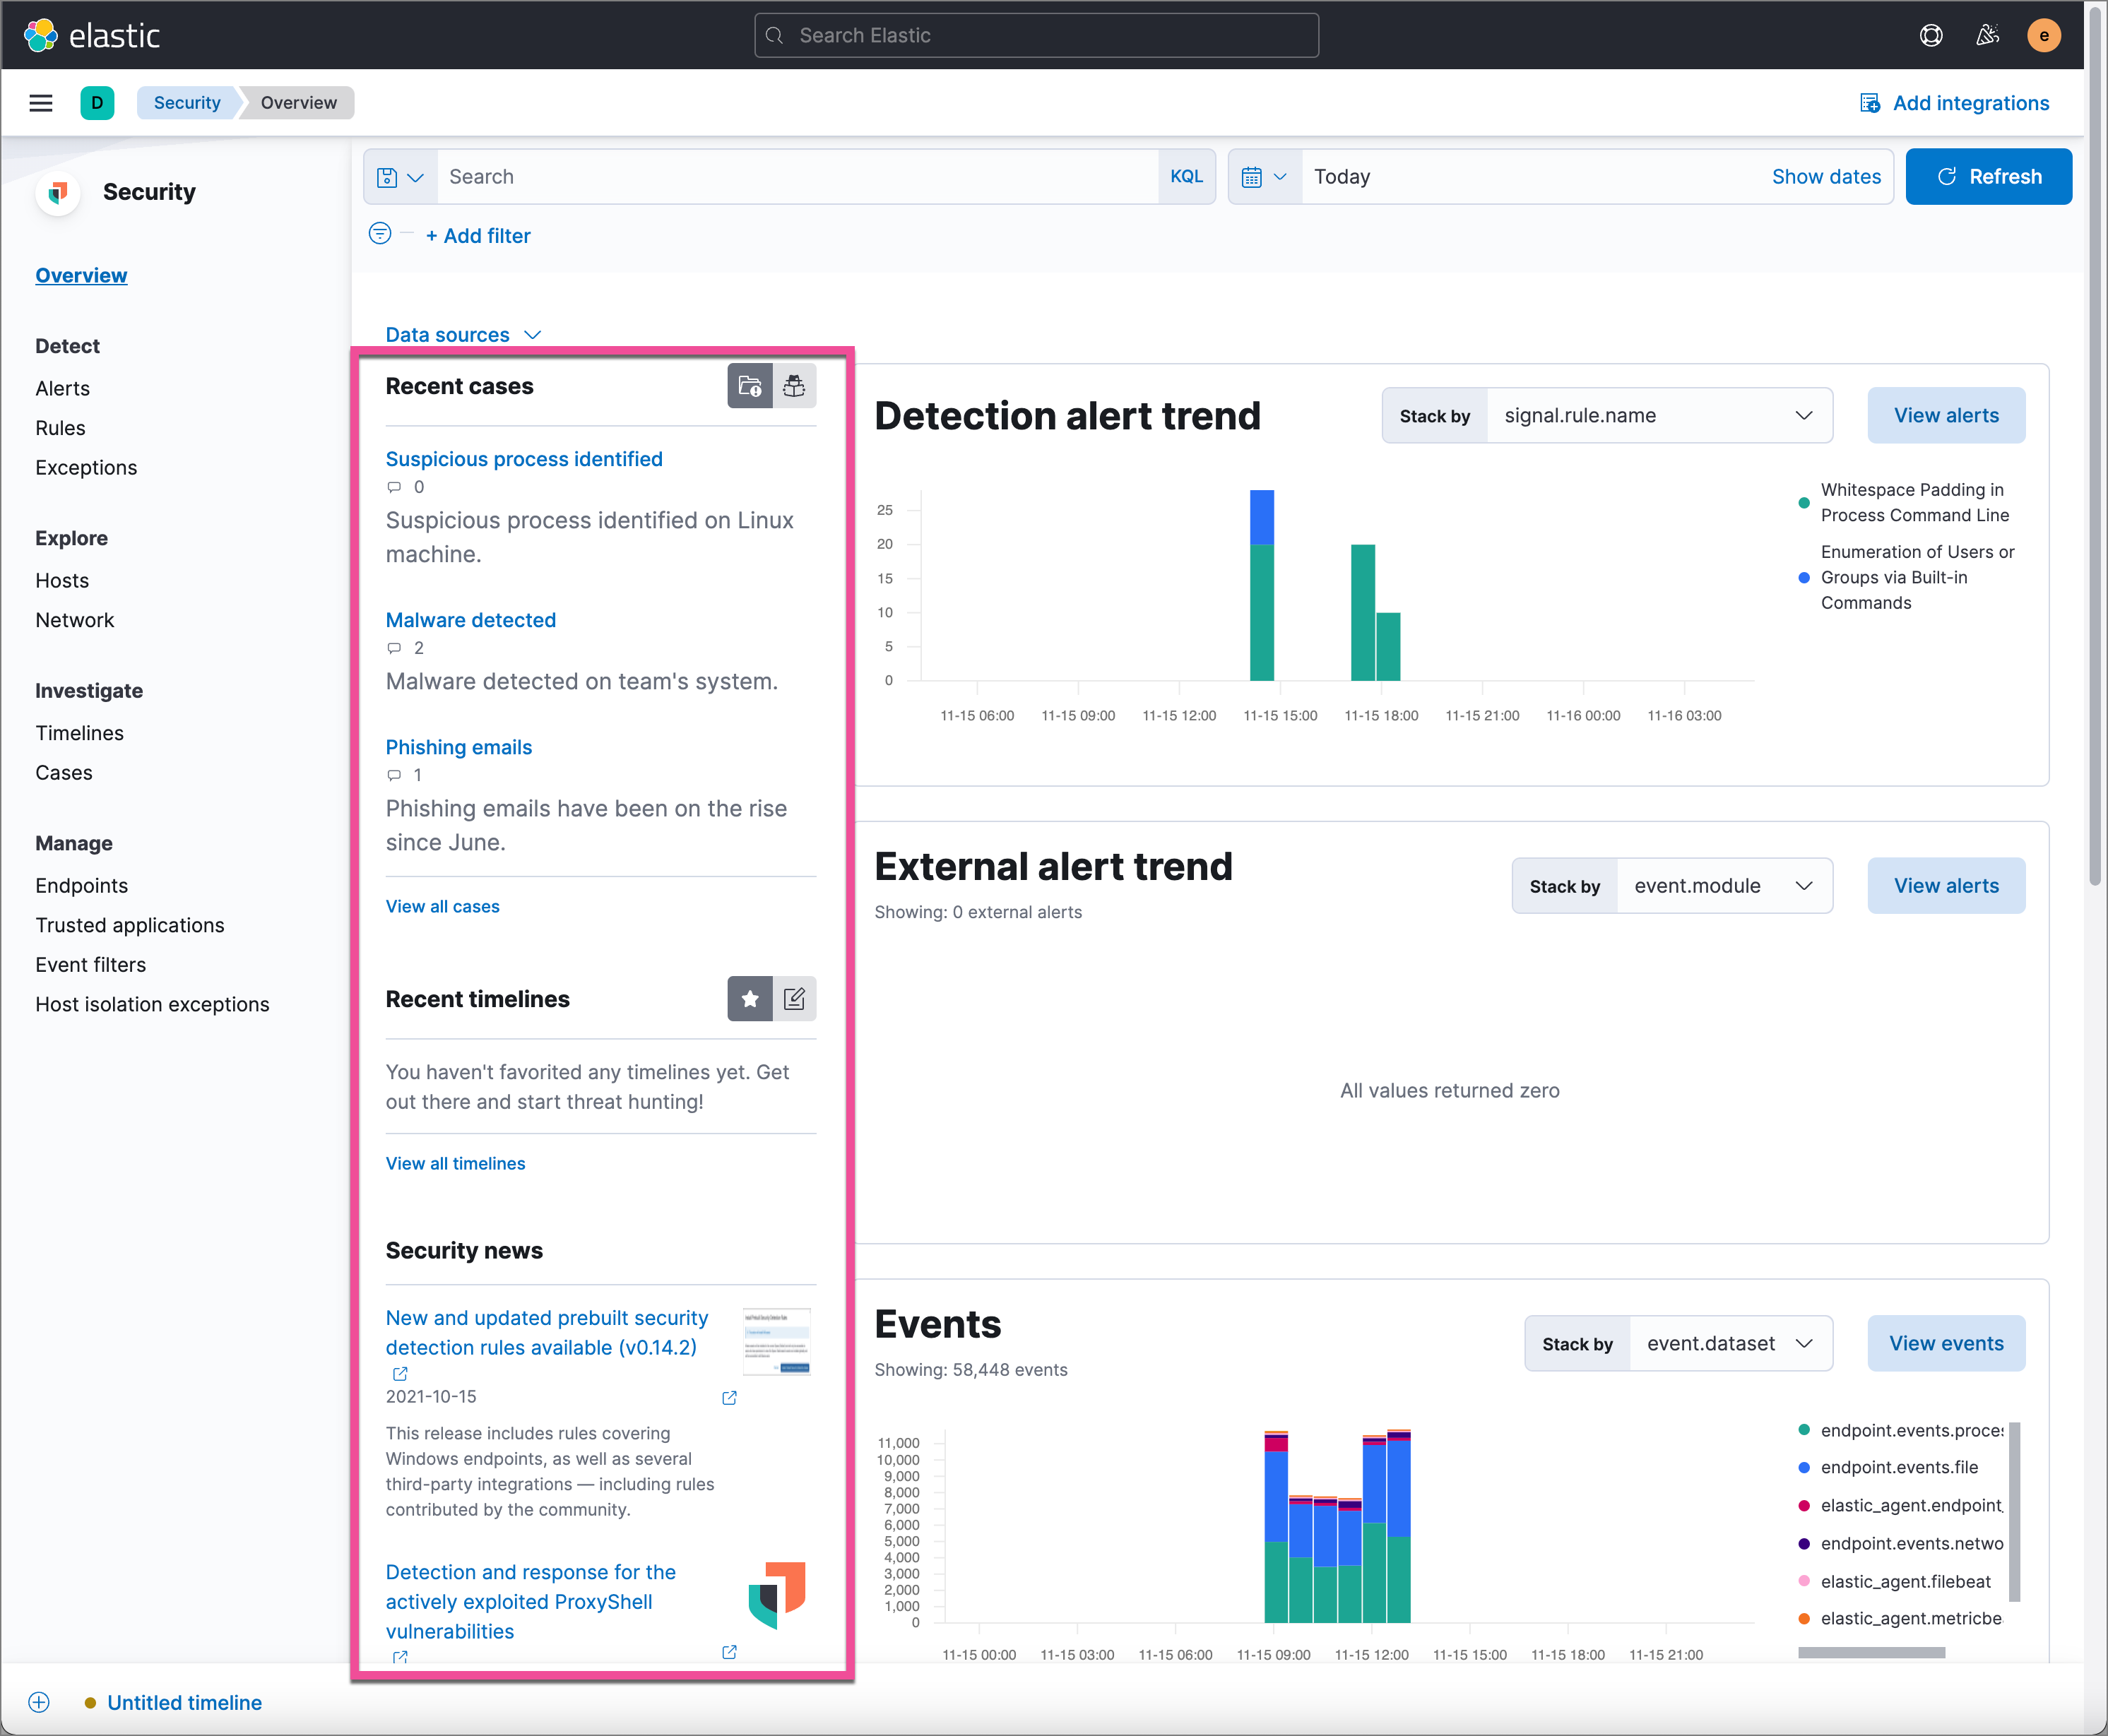 elastic
Search Elastic
e
D
Security
Overview
Add integrations
Security
Overview
Detect
Alerts
Rules
Exceptions
Explore
Hosts
Network
Investigate
Timelines
Cases
Manage
Endpoints
Trusted applications
Event filters
Host isolation exceptions
Search
KQL
Today
Show dates
Refresh
+ Add filter
Data sources
Recent cases
Suspicious process identified
0
Suspicious process identified on Linux
machine.
Malware detected
2
Malware detected on team's system.
Phishing emails
1
Phishing emails have been on the rise
since June.
View all cases
Recent timelines
You haven't favorited any timelines yet. Get
out there and start threat hunting!
View all timelines
Security news
New and updated prebuilt security
detection rules available (v0.14.2)
2021-10-15
This release includes rules covering
Windows endpoints, as well as several
third-party integrations — including rules
contributed by the community.
Detection and response for the
actively exploited ProxyShell
vulnerabilities
Detection alert trend
Stack by
signal.rule.name
View alerts
25
20
15
10
5
0
11-15 06:00
11-15 09:00
11-15 12:00
11-15 15:00
11-15 18:00
11-15 21:00
11-16 00:00
11-16 03:00
Whitespace Padding in
Process Command Line
Enumeration of Users or
Groups via Built-in
Commands
External alert trend
Showing: 0 external alerts
Stack by
event.module
View alerts
All values returned zero
Events
Showing: 58,448 events
Stack by
event.dataset
View events
11,000
10,000
9,000
8,000
7,000
6,000
5,000
4,000
3,000
2,000
1,000
0
11-15 00:00
11-15 03:00
11-15 06:00
11-15 09:00
11-15 12:00
11-15 15:00
11-15 18:00
11-15 21:00
endpoint.events.proces
endpoint.events.file
elastic_agent.endpoint_
endpoint.events.netwo
elastic_agent.filebeat
elastic_agent.metricbe
Untitled timeline